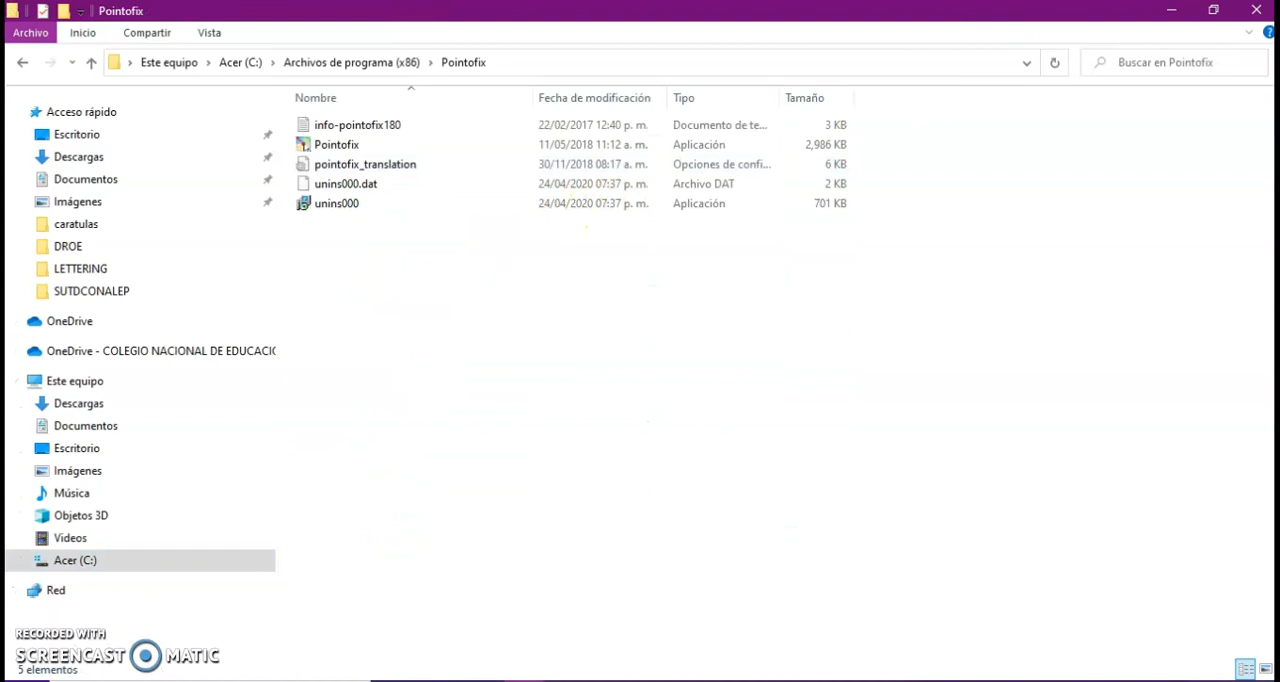 Pointofix
Archivo Inicio Compartir Vista
Este equipo Acer (C:) Archivos de programa (x86) Pointofix Buscar en Pointofix
Nombre Fecha de modificación Tipo Tamaño
info-pointofix180 22/02/2017 12:40 p. m. Documento de te... 3 KB
Pointofix 11/05/2018 11:12 a. m. Aplicación 2,986 KB
pointofix_translation 30/11/2018 08:17 a. m. Opciones de confi... 6 KB
unins000.dat 24/04/2020 07:37 p. m. Archivo DAT 2 KB
unins000 24/04/2020 07:37 p. m. Aplicación 701 KB
Acceso rápido
Escritorio
Descargas
Documentos
Imágenes
caratulas
DROE
LETTERING
SUTDCONALEP
OneDrive
OneDrive - COLEGIO NACIONAL DE EDUCACIO
Este equipo
Descargas
Documentos
Escritorio
Imágenes
Música
Objetos 3D
Videos
Acer (C:)
Red
RECORDED WITH
SCREENCAST MATIC
5 elementos